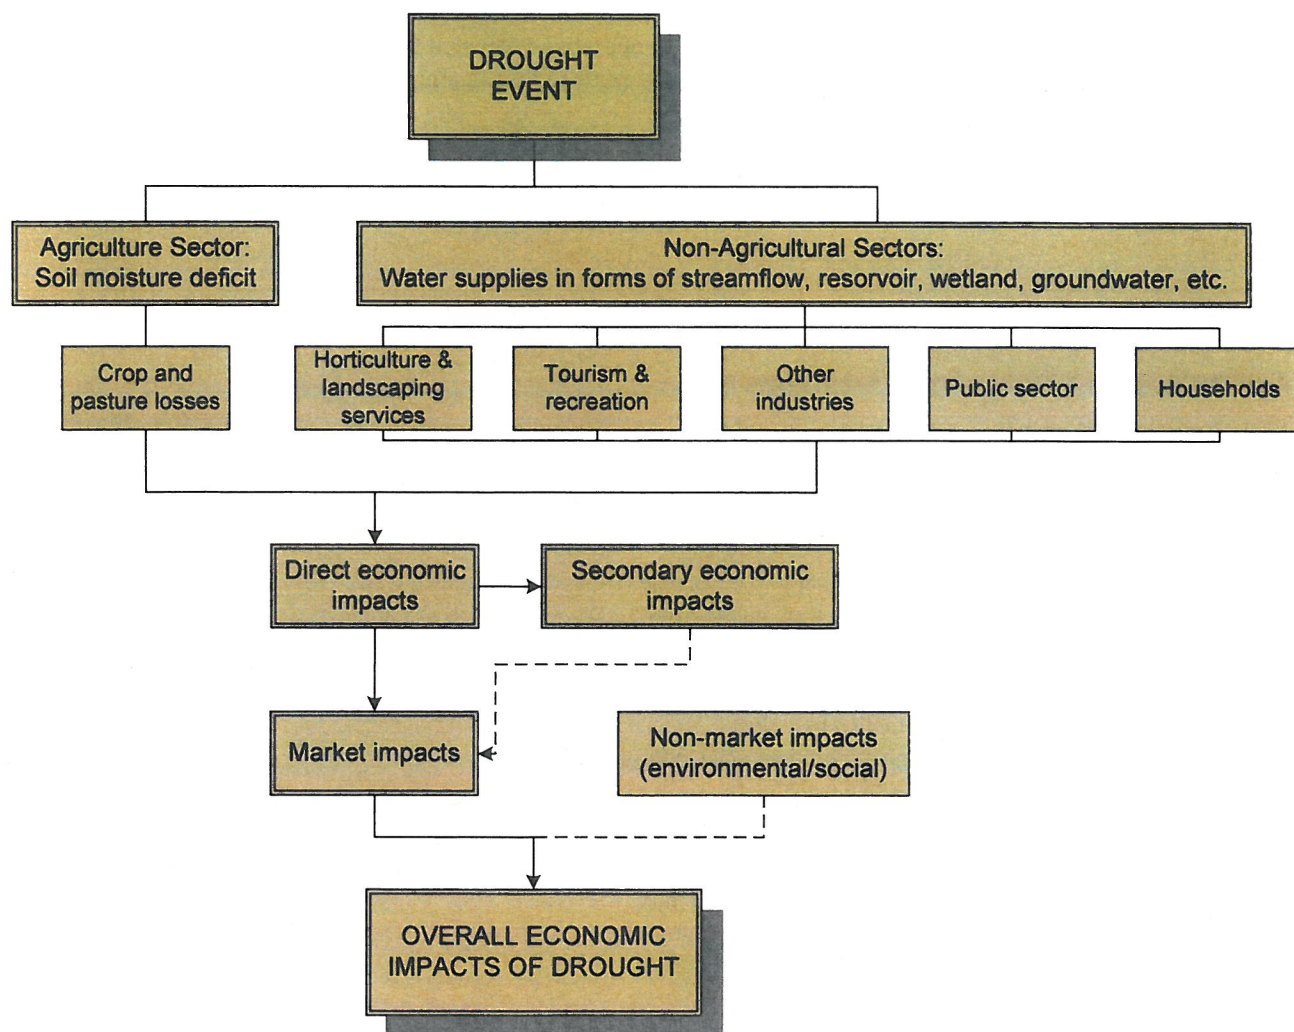 DROUGHT
EVENT
Agriculture Sector:
Soil moisture deficit
Non-Agricultural Sectors:
Water supplies in forms of streamflow, resorvoir, wetland, groundwater, etc.
Crop and
pasture losses
Horticulture &
landscaping
services
Tourism &
recreation
Other
industries
Public sector
Households
Direct economic
impacts
Secondary economic
impacts
Market impacts
Non-market impacts
(environmental/social)
OVERALL ECONOMIC
IMPACTS OF DROUGHT